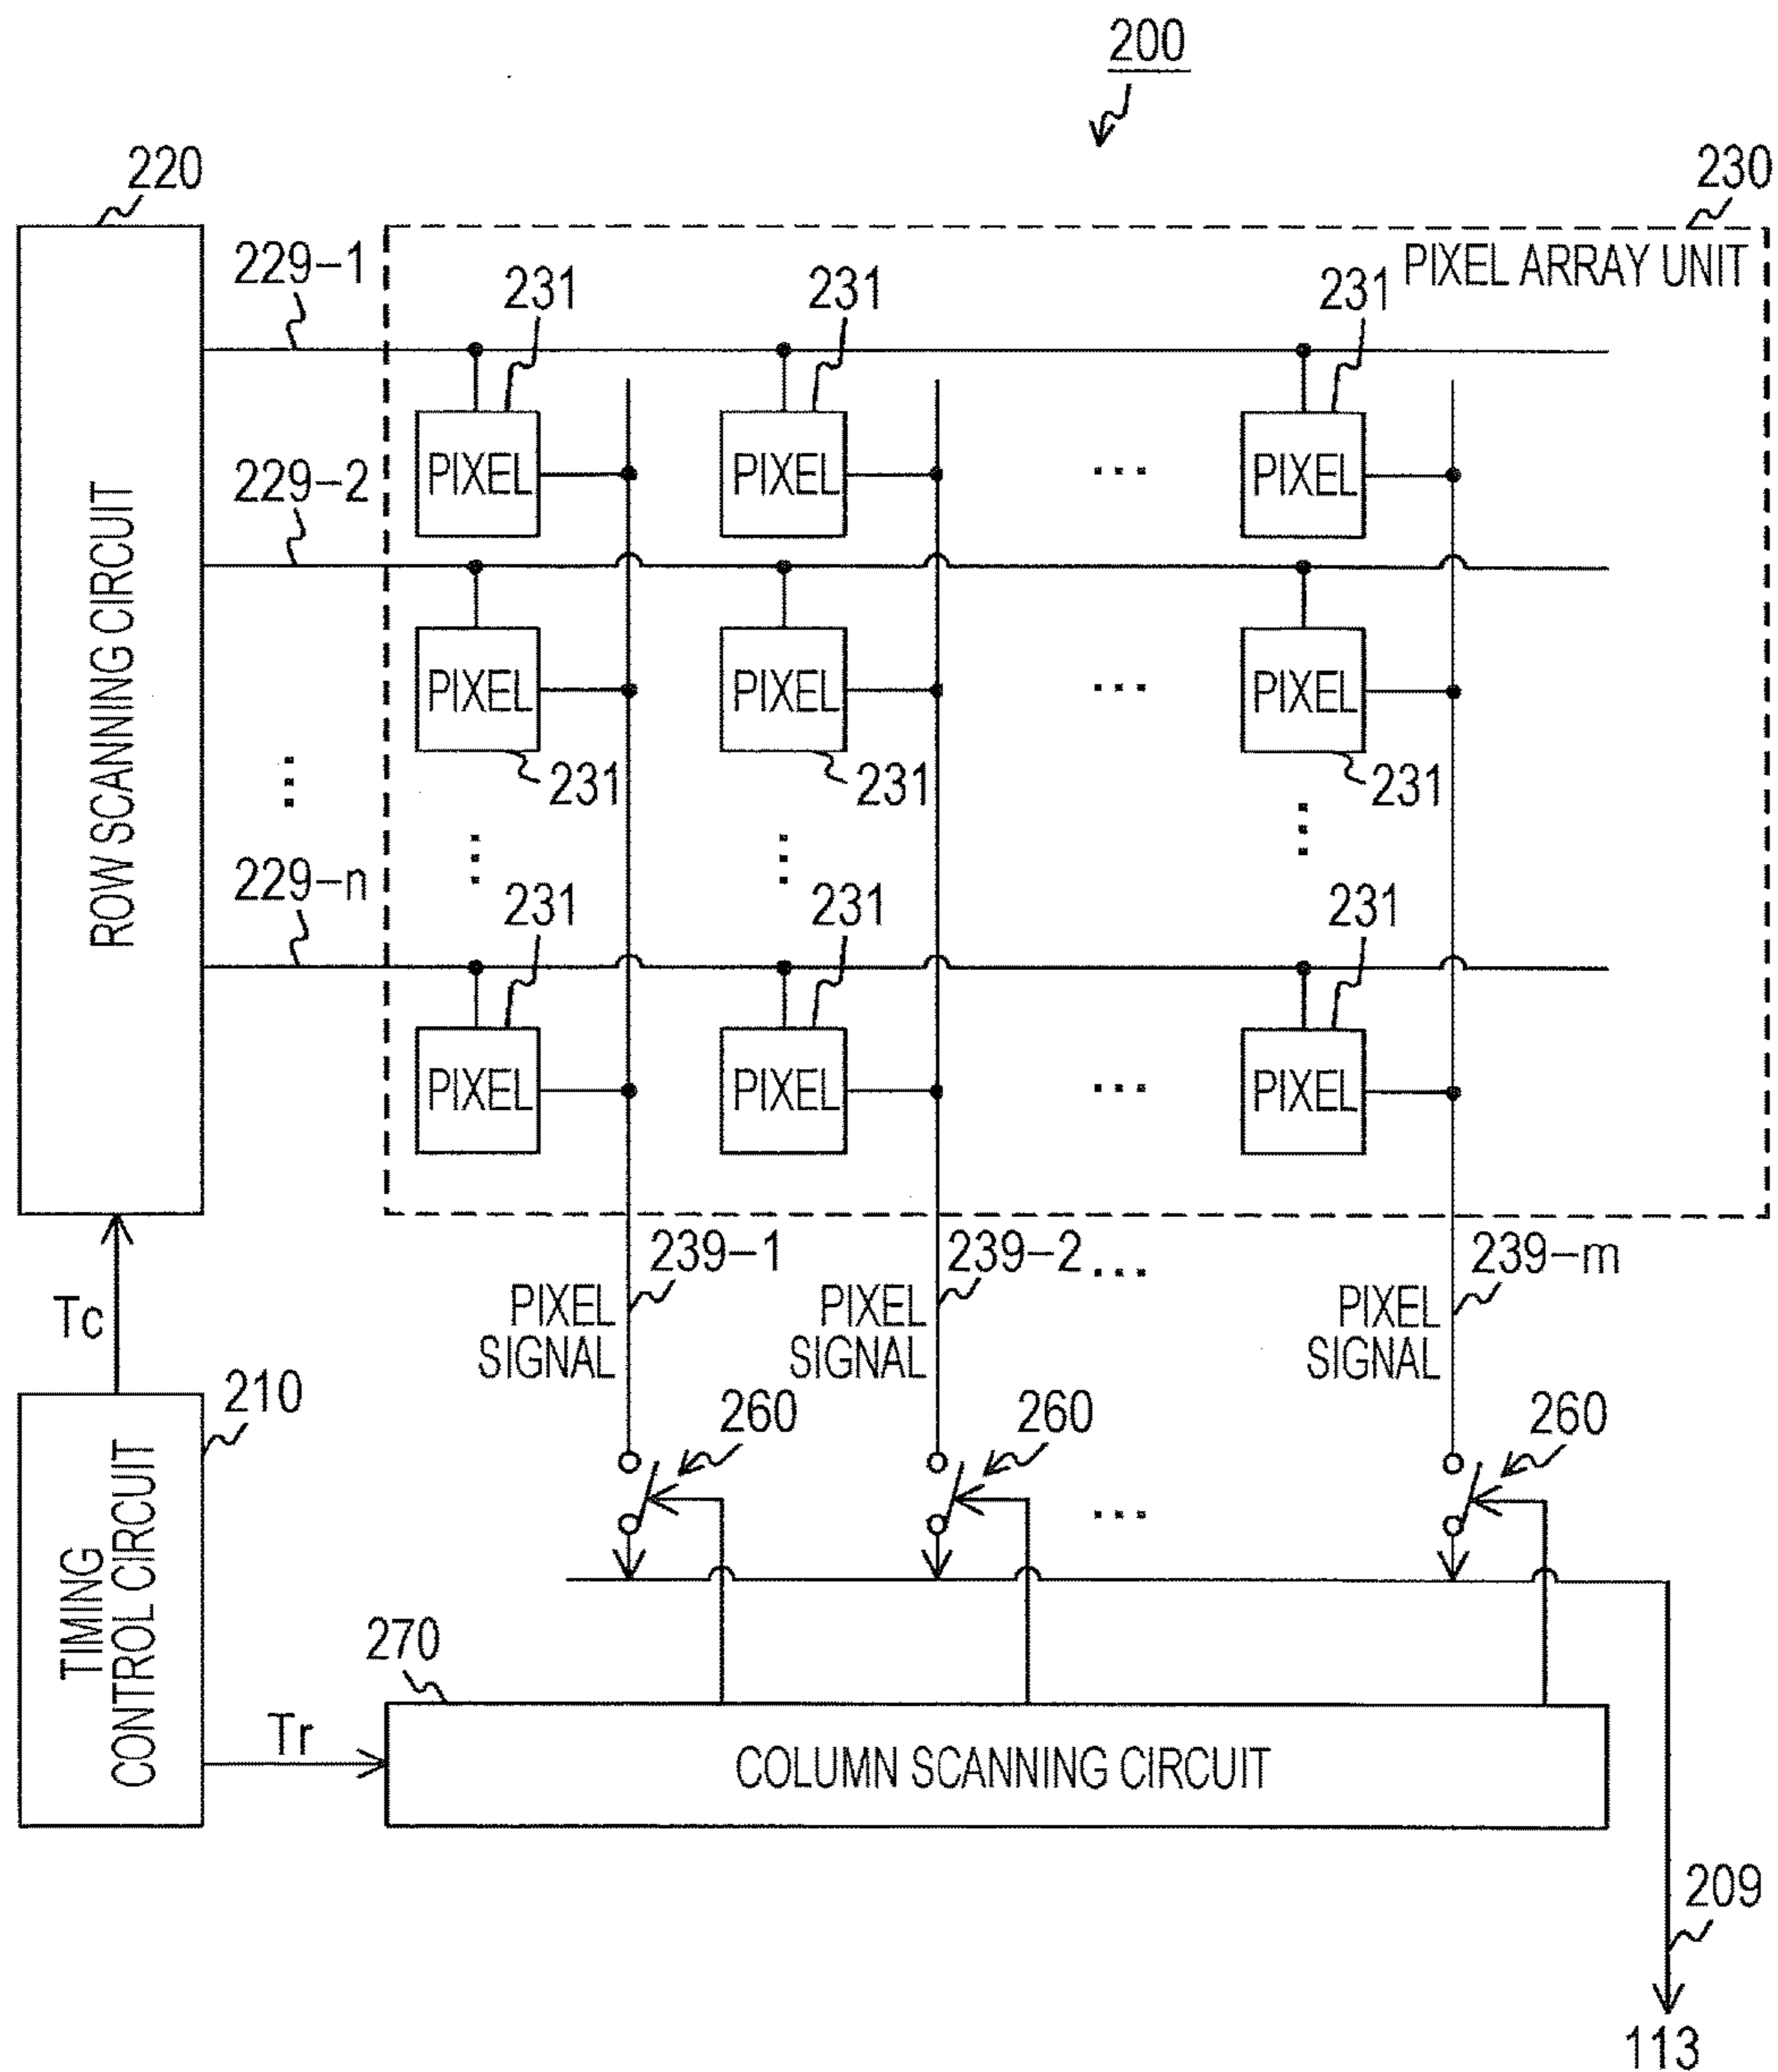 200
220
230
229-1
PIXEL ARRAY UNIT
231
231
231
PIXEL
PIXEL
...
PIXEL
229-2
ROW SCANNING CIRCUIT
PIXEL
PIXEL
...
PIXEL
231
231
231
229-n
231
231
231
PIXEL
PIXEL
...
PIXEL
239-1
239-2
...
239-m
Tc
PIXEL
SIGNAL
PIXEL
SIGNAL
PIXEL
SIGNAL
210
260
260
260
...
TIMING
CONTROL CIRCUIT
270
Tr
COLUMN SCANNING CIRCUIT
209
113